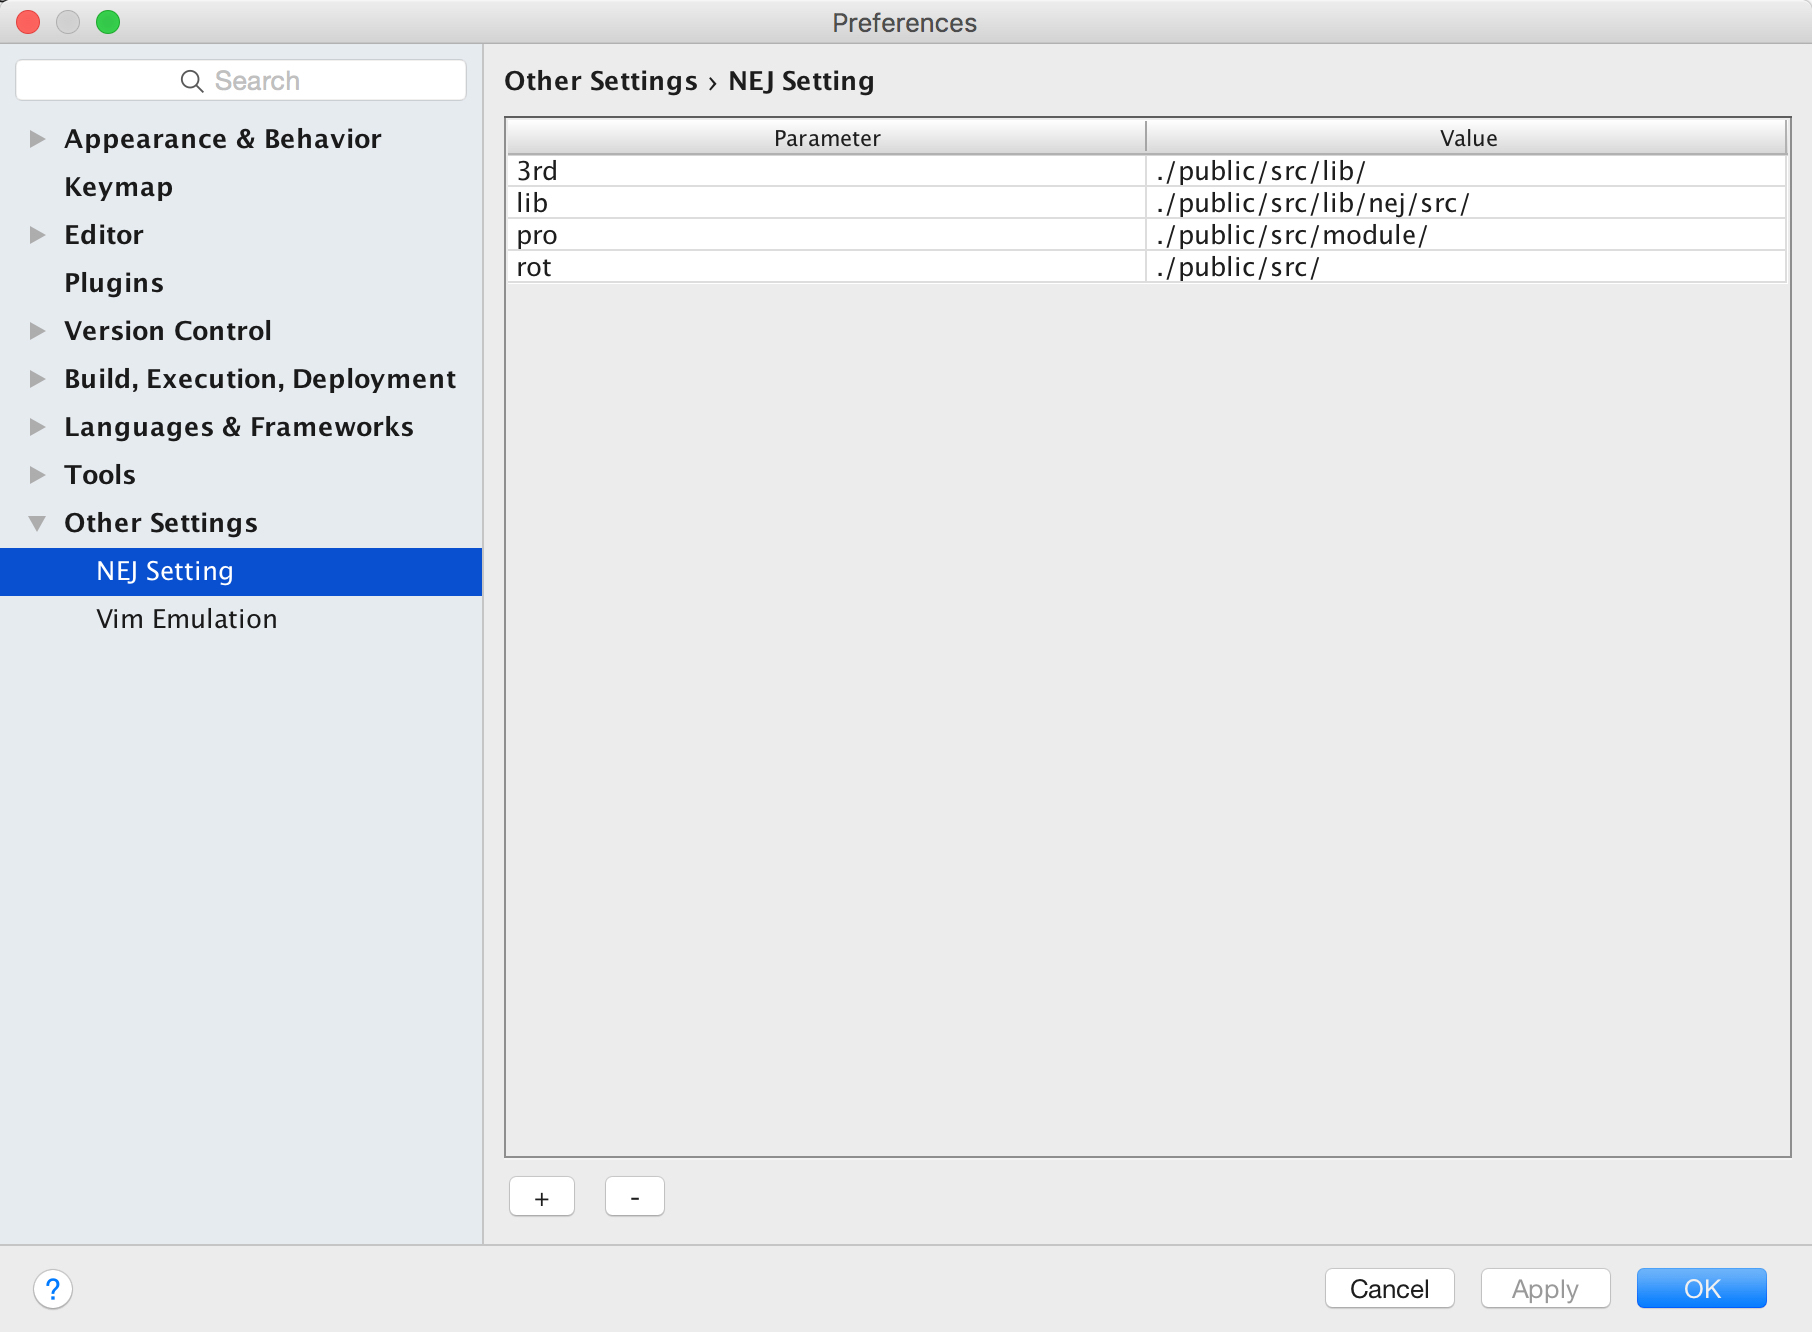 Preferences
Search
Appearance & Behavior
Keymap
Editor
Plugins
Version Control
Build, Execution, Deployment
Languages & Frameworks
Tools
Other Settings
NEJ Setting
Vim Emulation
Other Settings › NEJ Setting
Parameter Value
3rd ./public/src/lib/
lib ./public/src/lib/nej/src/
pro ./public/src/module/
rot ./public/src/
+ -
? Cancel Apply OK